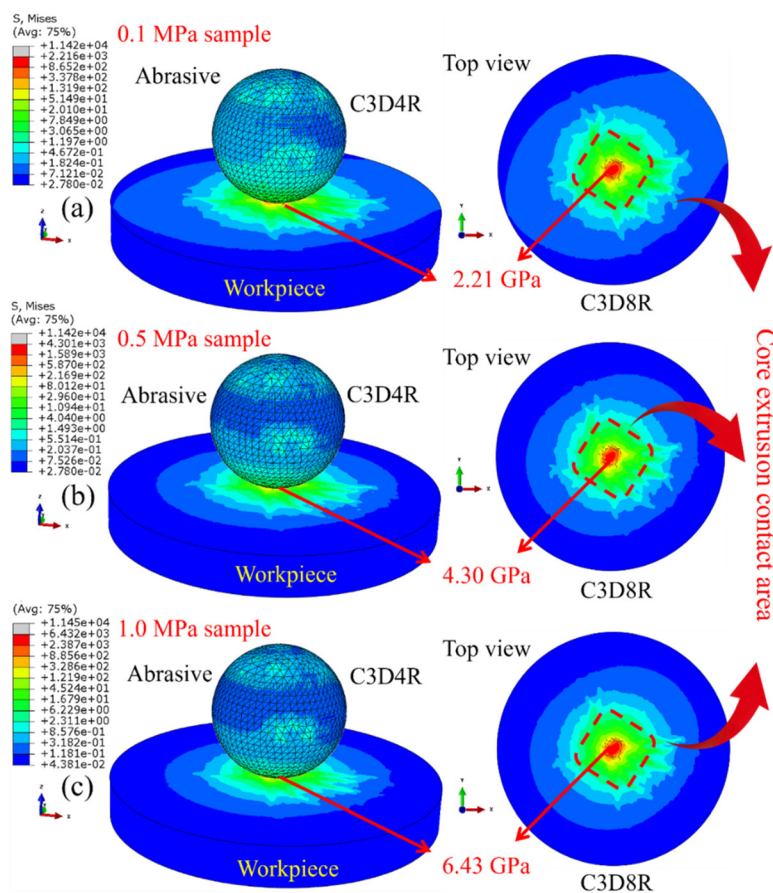 S, Mises
(Avg: 75%)
+1.142e+04
+2.216e+03
+8.652e+02
+3.378e+02
+1.319e+02
+5.149e+01
+2.010e+01
+7.849e+00
+3.065e+00
+1.197e+00
+4.672e-01
+1.824e-01
+7.121e-02
+2.780e-02
0.1 MPa sample
Abrasive
C3D4R
Top view
(a)
z
x
Y
X
Workpiece
2.21 GPa
C3D8R
S, Mises
(Avg: 75%)
+1.142e+04
+4.301e+03
+1.589e+03
+5.870e+02
+2.169e+02
+8.012e+01
+2.960e+01
+1.094e+01
+4.040e+00
+1.493e+00
+5.514e-01
+2.037e-01
+7.526e-02
+2.780e-02
0.5 MPa sample
Abrasive
C3D4R
Top view
(b)
z
x
Y
X
Workpiece
4.30 GPa
C3D8R
Core extrusion contact area
S, Mises
(Avg: 75%)
+1.145e+04
+6.432e+03
+2.387e+03
+8.856e+02
+3.286e+02
+1.219e+02
+4.524e+01
+1.679e+01
+6.229e+00
+2.311e+00
+8.576e-01
+3.182e-01
+1.181e-01
+4.381e-02
1.0 MPa sample
Abrasive
C3D4R
Top view
(c)
z
x
Y
X
Workpiece
6.43 GPa
C3D8R